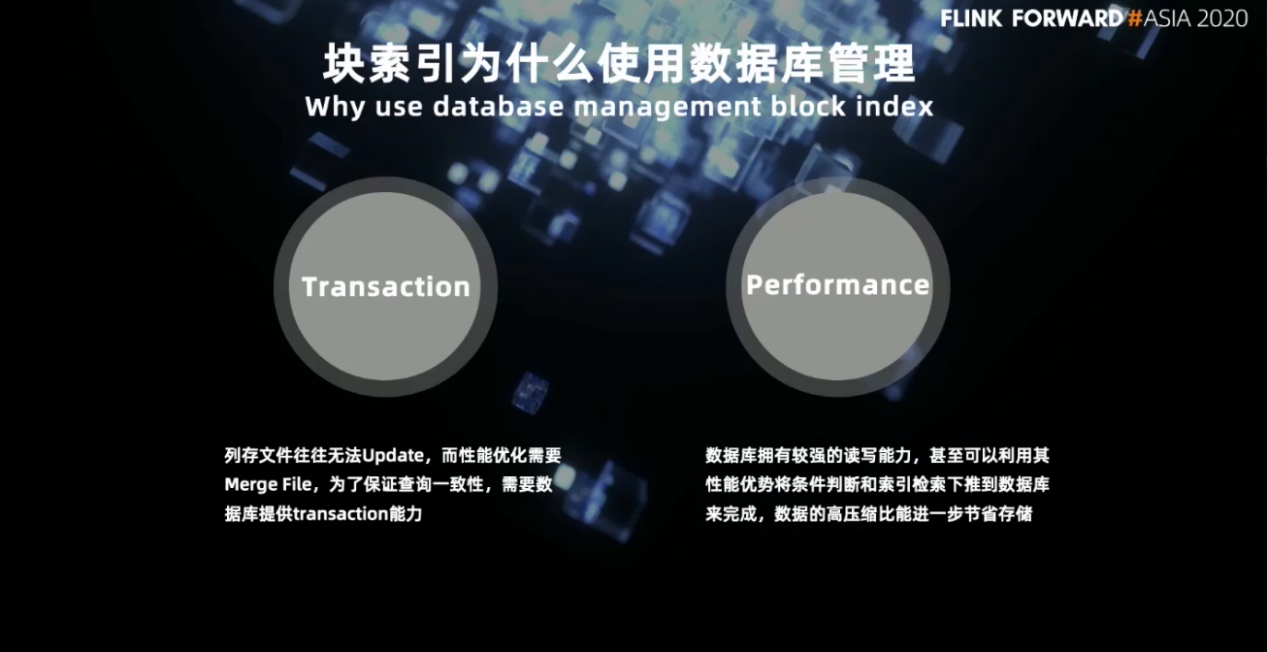 FLINK FORWARD #ASIA 2020
块索引为什么使用数据库管理
Why use database management block index
Transaction
Performance
列存文件往往无法Update，而性能优化需要
Merge File，为了保证查询一致性，需要数
据库提供transaction能力
数据库拥有较强的读写能力，甚至可以利用其
性能优势将条件判断和索引检索下推到数据库
来完成，数据的高压缩比能进一步节省存储